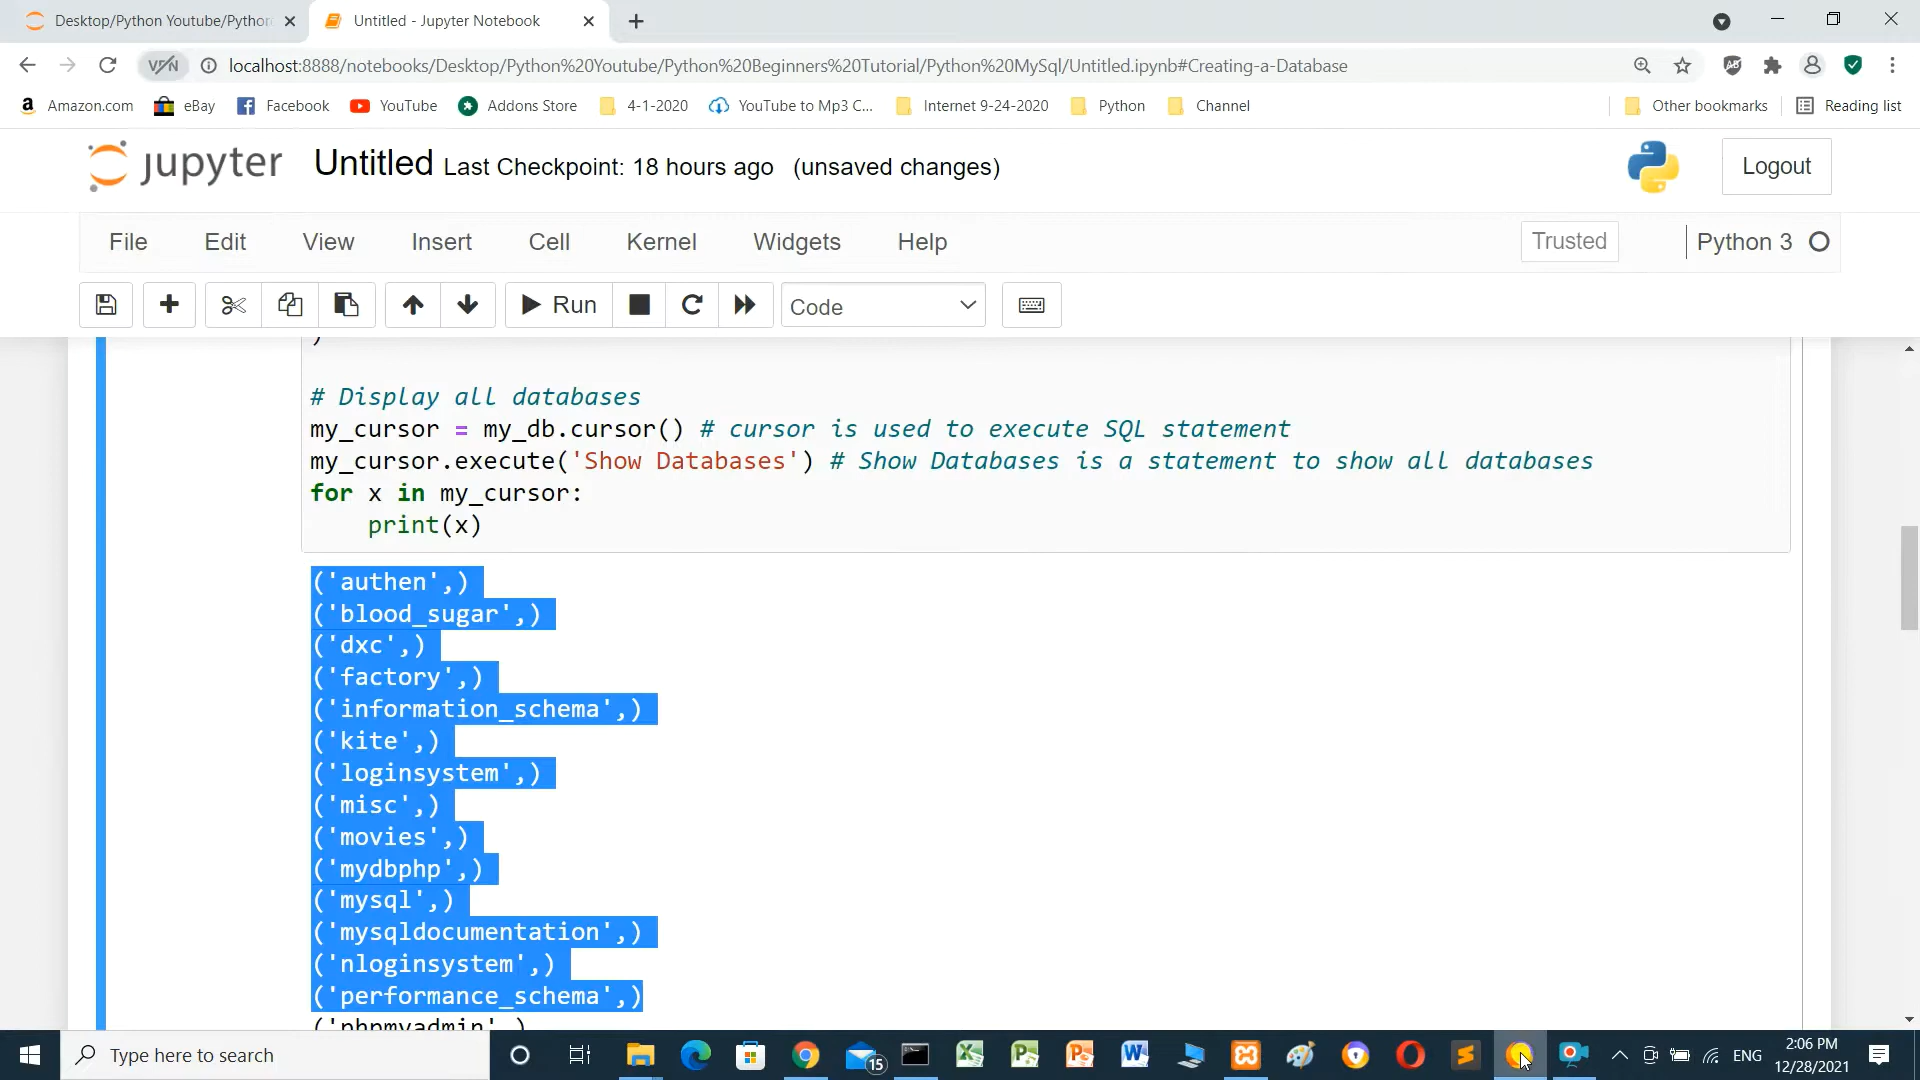 Desktop/Python Youtube/Python
Untitled - Jupyter Notebook
VPN
localhost:8888/notebooks/Desktop/Python%20Youtube/Python%20Beginners%20Tutorial/Python%20MySql/Untitled.ipynb#Creating-a-Database
Amazon.com
eBay
Facebook
YouTube
Addons Store
4-1-2020
YouTube to Mp3 C...
Internet 9-24-2020
Python
Channel
Other bookmarks
Reading list
jupyter Untitled Last Checkpoint: 18 hours ago (unsaved changes)
Logout
File Edit View Insert Cell Kernel Widgets Help
Trusted
Python 3
Run
Code
)
# Display all databases
my_cursor = my_db.cursor() # cursor is used to execute SQL statement
my_cursor.execute('Show Databases') # Show Databases is a statement to show all databases
for x in my_cursor:
    print(x)
('authen',)
('blood_sugar',)
('dxc',)
('factory',)
('information_schema',)
('kite',)
('loginsystem',)
('misc',)
('movies',)
('mydbphp',)
('mysql',)
('mysqldocumentation',)
('nloginsystem',)
('performance_schema',)
('phpmyadmin',)
Type here to search
15
ENG
2:06 PM
12/28/2021